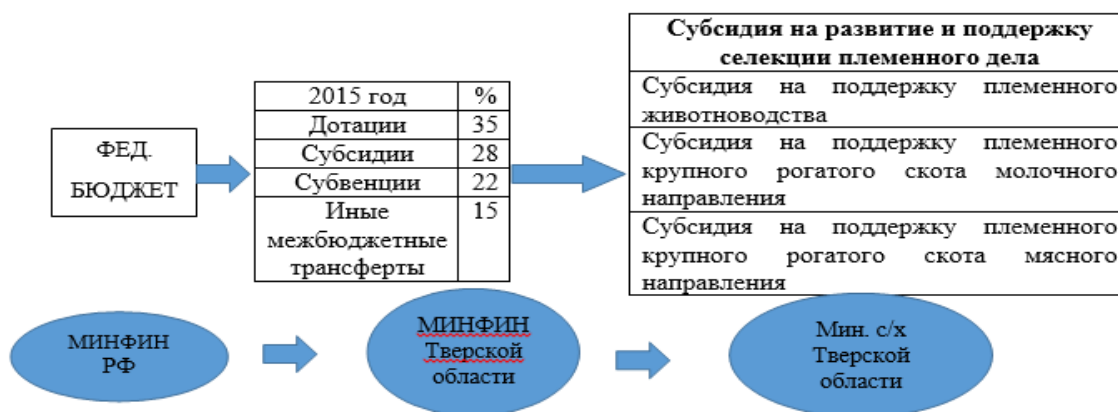 ФЕД.
БЮДЖЕТ
2015 год %
Дотации 35
Субсидии 28
Субвенции 22
Иные 15
межбюджетные
трансферты
Субсидия на развитие и поддержку
селекции племенного дела
Субсидия на поддержку племенного
животноводства
Субсидия на поддержку племенного
крупного рогатого скота молочного
направления
Субсидия на поддержку племенного
крупного рогатого скота мясного
направления
МИНФИН
РФ
МИНФИН
Тверской
области
Мин. с/х
Тверской
области